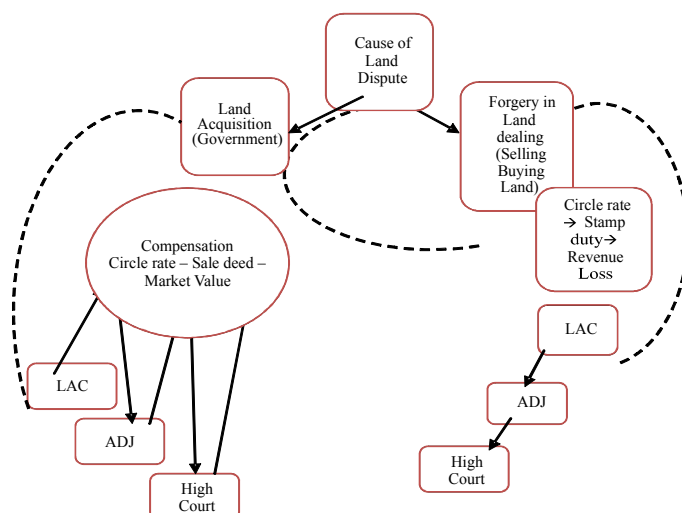 Cause of
Land
Dispute
Land
Acquisition
(Government)
Forgery in
Land
dealing
(Selling
Buying
Land)
Circle rate
→ Stamp
duty→
Revenue
Loss
Compensation
Circle rate – Sale deed –
Market Value
LAC
ADJ
High
Court
LAC
ADJ
High
Court